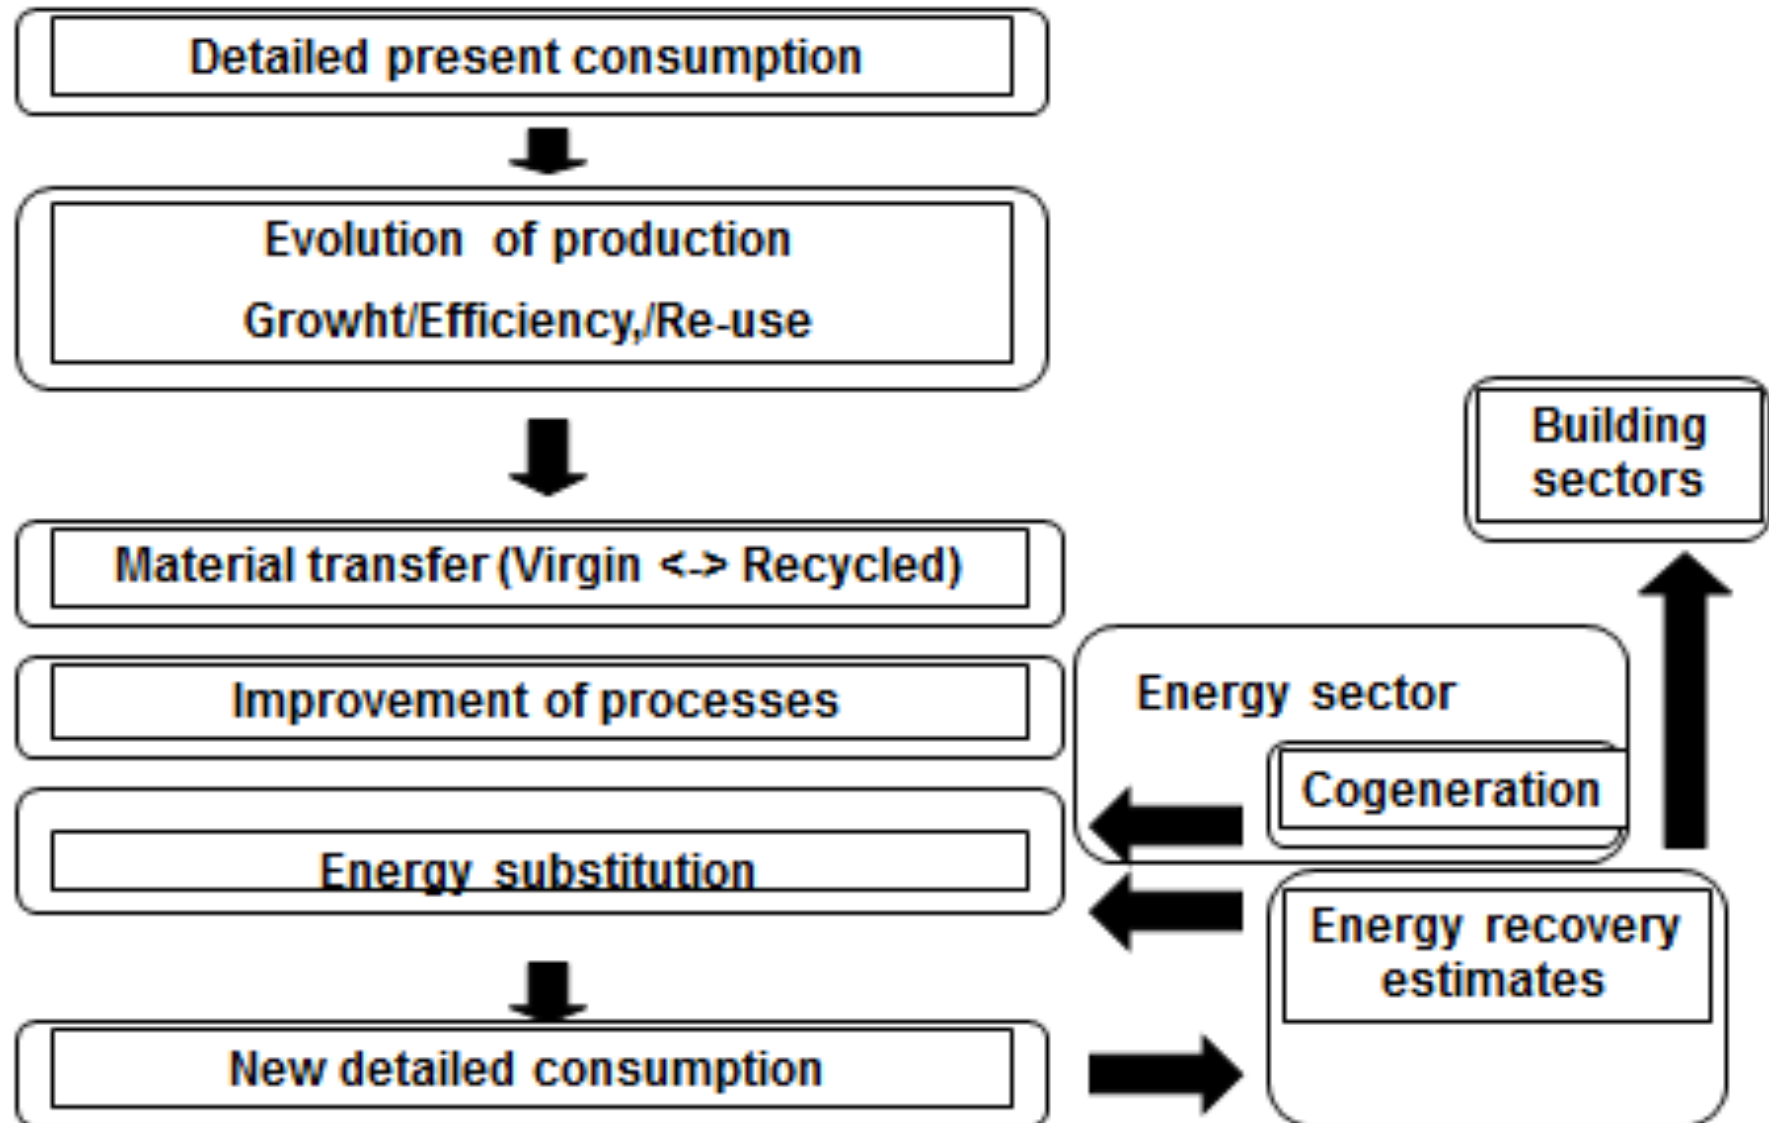 Detailed present consumption
Evolution of production
Growht/Efficiency,/Re-use
Building
sectors
Material transfer (Virgin <-> Recycled)
Improvement of processes
Energy sector
Cogeneration
Energy substitution
Energy recovery
estimates
New detailed consumption